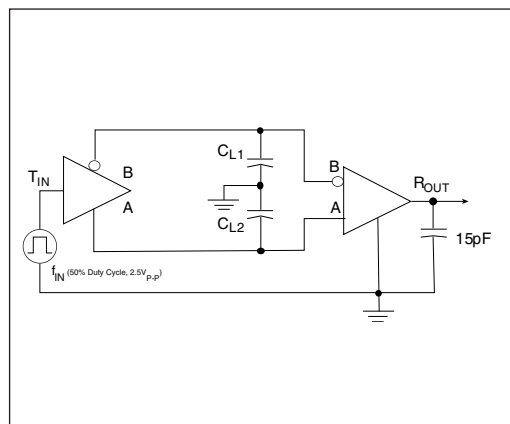 B
C_L1
B
T_IN
R_OUT
A
A
C_L2
15pF
f_IN (50% Duty Cycle, 2.5V_P-P)